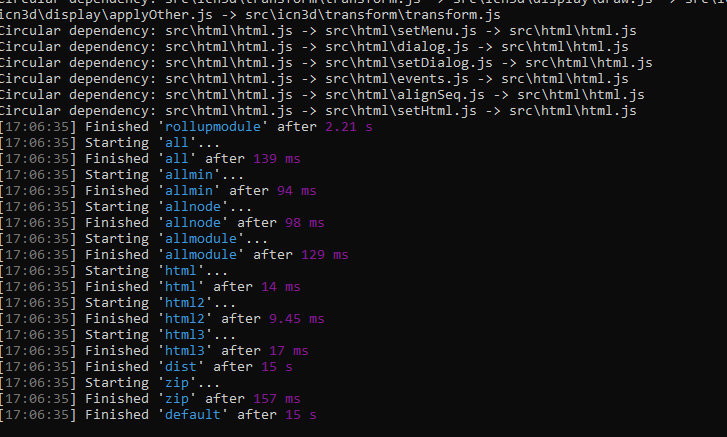 icn3d\display\applyOther.js -> src\icn3d\transform\transform.js
Circular dependency: src\html\html.js -> src\html\setMenu.js -> src\html\html.js
Circular dependency: src\html\html.js -> src\html\dialog.js -> src\html\html.js
Circular dependency: src\html\html.js -> src\html\setDialog.js -> src\html\html.js
Circular dependency: src\html\html.js -> src\html\events.js -> src\html\html.js
Circular dependency: src\html\html.js -> src\html\alignSeq.js -> src\html\html.js
Circular dependency: src\html\html.js -> src\html\setHtml.js -> src\html\html.js
[17:06:35] Finished 'rollupmodule' after 2.21 s
[17:06:35] Starting 'all'...
[17:06:35] Finished 'all' after 139 ms
[17:06:35] Starting 'allmin'...
[17:06:35] Finished 'allmin' after 94 ms
[17:06:35] Starting 'allnode'...
[17:06:35] Finished 'allnode' after 98 ms
[17:06:35] Starting 'allmodule'...
[17:06:35] Finished 'allmodule' after 129 ms
[17:06:35] Starting 'html'...
[17:06:35] Finished 'html' after 14 ms
[17:06:35] Starting 'html2'...
[17:06:35] Finished 'html2' after 9.45 ms
[17:06:35] Starting 'html3'...
[17:06:35] Finished 'html3' after 17 ms
[17:06:35] Finished 'dist' after 15 s
[17:06:35] Starting 'zip'...
[17:06:35] Finished 'zip' after 157 ms
[17:06:35] Finished 'default' after 15 s